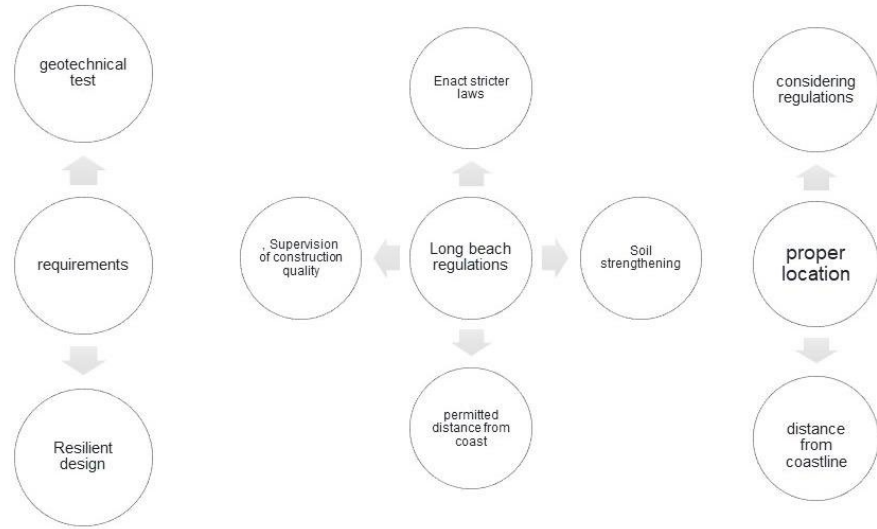 geotechnical
test
requirements
Resilient
design
Enact stricter
laws
, Supervision
of construction
quality
Long beach
regulations
Soil
strengthening
permitted
distance from
coast
considering
regulations
proper
location
distance
from
coastline